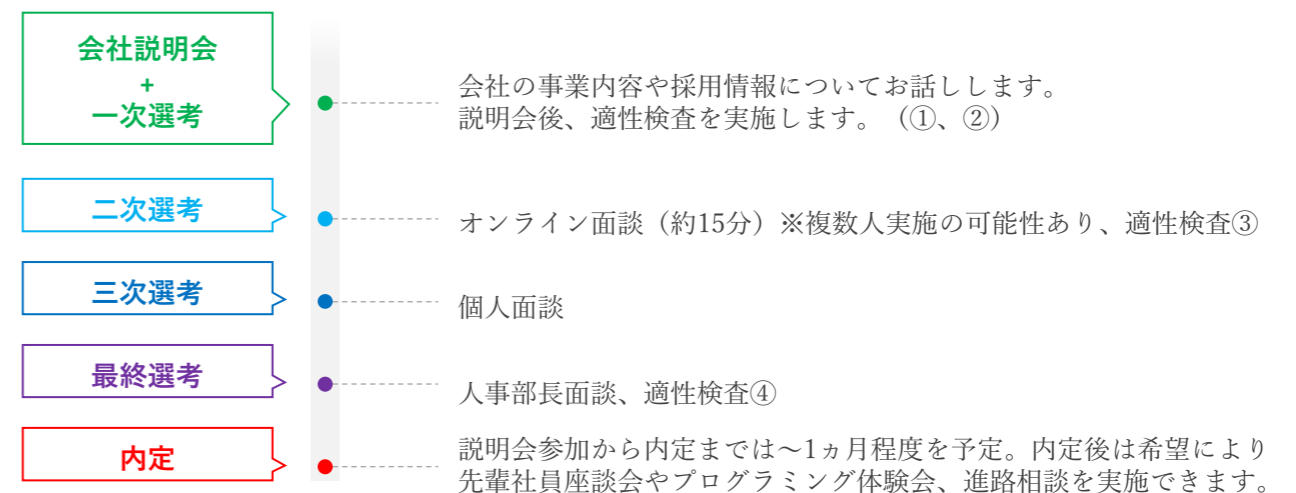 会社説明会
+
一次選考
会社の事業内容や採用情報についてお話しします。
説明会後、適性検査を実施します。（①、②）
二次選考
オンライン面談（約15分）※複数人実施の可能性あり、適性検査③
三次選考
個人面談
最終選考
人事部長面談、適性検査④
内定
説明会参加から内定までは～1ヵ月程度を予定。内定後は希望により
先輩社員座談会やプログラミング体験会、進路相談を実施できます。